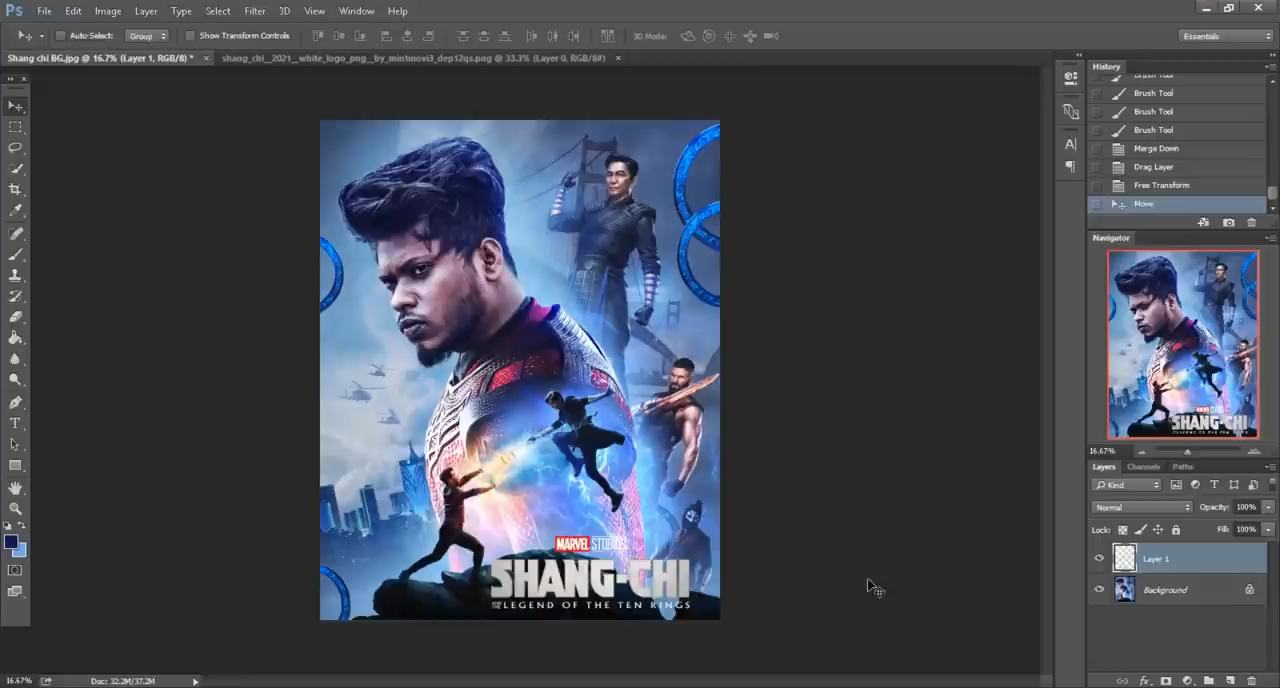 Ps File Edit Image Layer Type Select Filter 3D View Window Help
Auto-Select: Group Show Transform Controls 3D Mode: Essentials
Shang chi BG.jpg @ 16.7% (Layer 1, RGB/8) * × shang_chi__2021__white_logo_png__by_mintmovi3_dep12qs.png @ 33.3% (Layer 0, RGB/8#) ×
History
Brush Tool
Brush Tool
Brush Tool
Brush Tool
Merge Down
Drag Layer
Free Transform
Move
Navigator
16.67%
Layers Channels Paths
Kind
Normal Opacity: 100%
Lock: Fill: 100%
Layer 1
Background
MARVEL STUDIOS
SHANG-CHI
AND THE LEGEND OF THE TEN RINGS
SHANG-CHI
16.67% Doc: 32.2M/37.2M